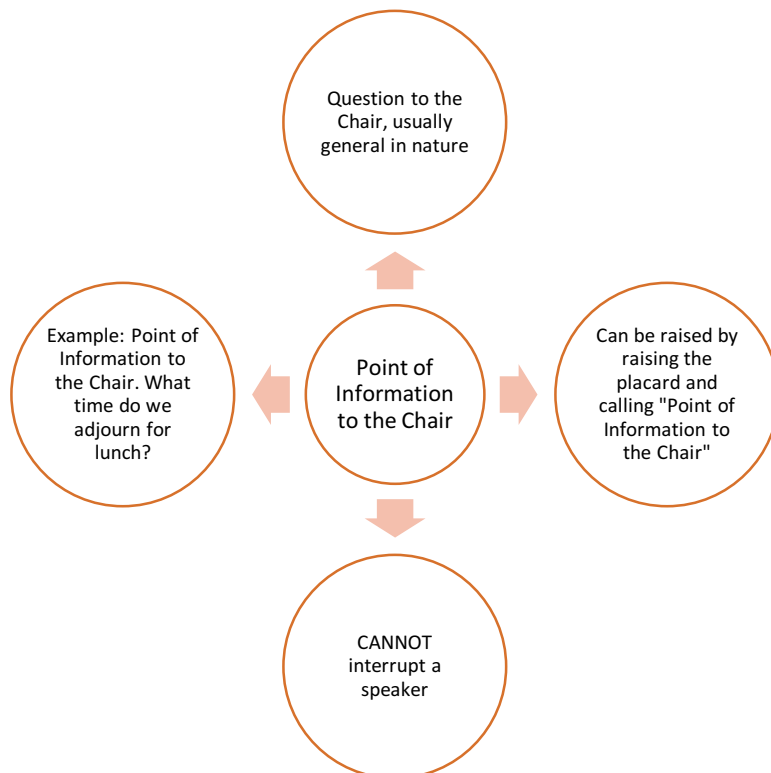 Question to the
Chair, usually
general in nature
Example: Point of
Information to
the Chair. What
time do we
adjourn for
lunch?
Point of
Information
to the Chair
Can be raised by
raising the
placard and
calling "Point of
Information to
the Chair"
CANNOT
interrupt a
speaker